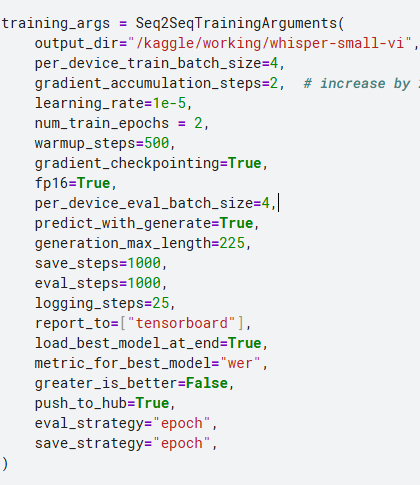 training_args = Seq2SeqTrainingArguments(
    output_dir="/kaggle/working/whisper-small-vi",
    per_device_train_batch_size=4,
    gradient_accumulation_steps=2,  # increase by
    learning_rate=1e-5,
    num_train_epochs = 2,
    warmup_steps=500,
    gradient_checkpointing=True,
    fp16=True,
    per_device_eval_batch_size=4,
    predict_with_generate=True,
    generation_max_length=225,
    save_steps=1000,
    eval_steps=1000,
    logging_steps=25,
    report_to=["tensorboard"],
    load_best_model_at_end=True,
    metric_for_best_model="wer",
    greater_is_better=False,
    push_to_hub=True,
    eval_strategy="epoch",
    save_strategy="epoch",
)